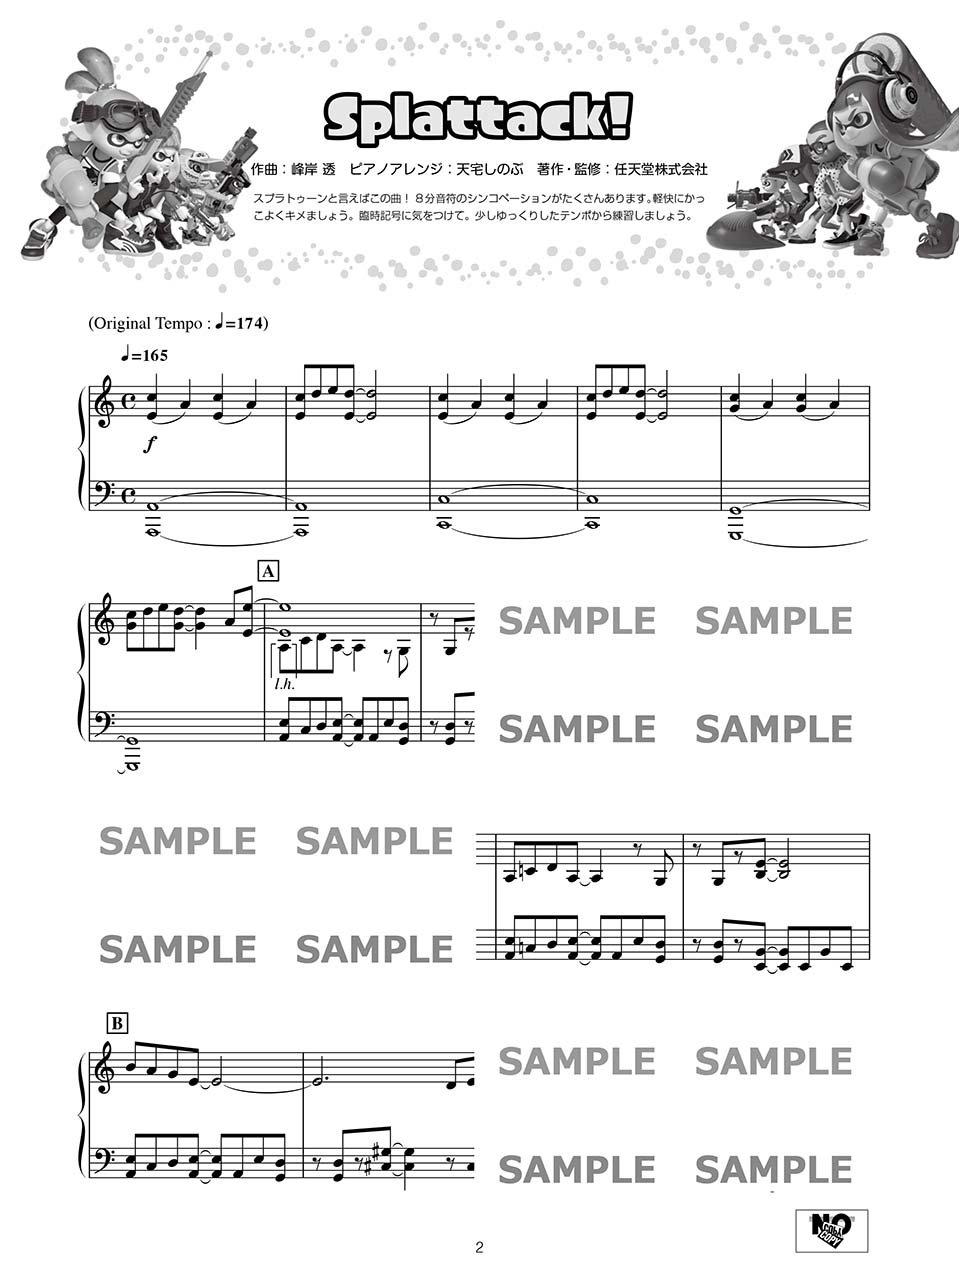 Splattack!
作曲：峰岸 透　ピアノアレンジ：天宅しのぶ　著作・監修：任天堂株式会社
スプラトゥーンと言えばこの曲！ 8分音符のシンコペーションがたくさんあります。軽快にかっ
こよくキメましょう。臨時記号に気をつけて。少しゆっくりしたテンポから練習しましょう。
(Original Tempo : ♩=174)
♩=165
f
A
SAMPLE SAMPLE
l.h.
SAMPLE SAMPLE
SAMPLE SAMPLE
SAMPLE SAMPLE
B
SAMPLE SAMPLE
SAMPLE SAMPLE
NO
COPY
2